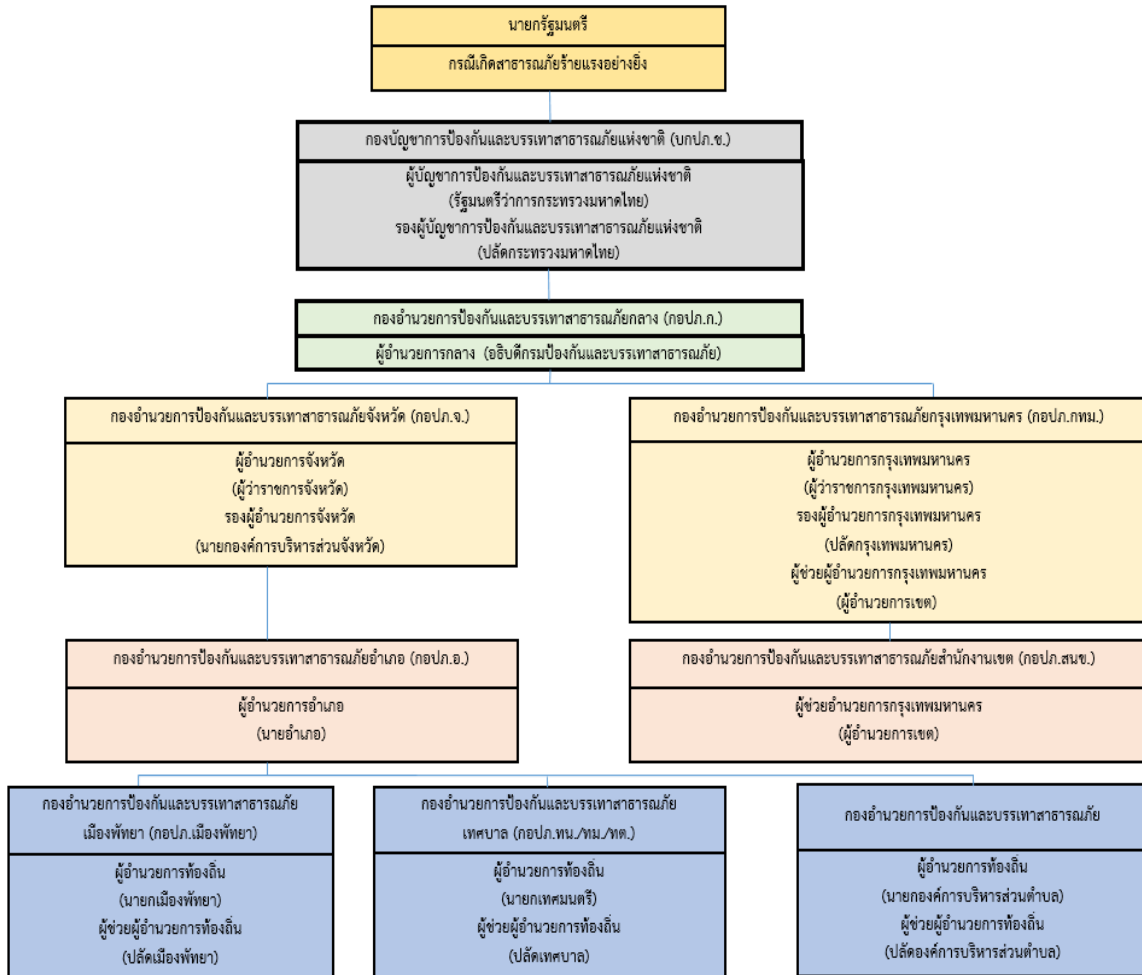 นายกรัฐมนตรี
กรณีเกิดสาธารณภัยร้ายแรงอย่างยิ่ง
กองบัญชาการป้องกันและบรรเทาสาธารณภัยแห่งชาติ (บกปภ.ช.)
ผู้บัญชาการป้องกันและบรรเทาสาธารณภัยแห่งชาติ
(รัฐมนตรีว่าการกระทรวงมหาดไทย)
รองผู้บัญชาการป้องกันและบรรเทาสาธารณภัยแห่งชาติ
(ปลัดกระทรวงมหาดไทย)
กองอำนวยการป้องกันและบรรเทาสาธารณภัยกลาง (กอปภ.ก.)
ผู้อำนวยการกลาง (อธิบดีกรมป้องกันและบรรเทาสาธารณภัย)
กองอำนวยการป้องกันและบรรเทาสาธารณภัยจังหวัด (กอปภ.จ.)
ผู้อำนวยการจังหวัด
(ผู้ว่าราชการจังหวัด)
รองผู้อำนวยการจังหวัด
(นายกองค์การบริหารส่วนจังหวัด)
กองอำนวยการป้องกันและบรรเทาสาธารณภัยกรุงเทพมหานคร (กอปภ.กทม.)
ผู้อำนวยการกรุงเทพมหานคร
(ผู้ว่าราชการกรุงเทพมหานคร)
รองผู้อำนวยการกรุงเทพมหานคร
(ปลัดกรุงเทพมหานคร)
ผู้ช่วยผู้อำนวยการกรุงเทพมหานคร
(ผู้อำนวยการเขต)
กองอำนวยการป้องกันและบรรเทาสาธารณภัยอำเภอ (กอปภ.อ.)
ผู้อำนวยการอำเภอ
(นายอำเภอ)
กองอำนวยการป้องกันและบรรเทาสาธารณภัยสำนักงานเขต (กอปภ.สนข.)
ผู้ช่วยอำนวยการกรุงเทพมหานคร
(ผู้อำนวยการเขต)
กองอำนวยการป้องกันและบรรเทาสาธารณภัย
เมืองพัทยา (กอปภ.เมืองพัทยา)
ผู้อำนวยการท้องถิ่น
(นายกเมืองพัทยา)
ผู้ช่วยผู้อำนวยการท้องถิ่น
(ปลัดเมืองพัทยา)
กองอำนวยการป้องกันและบรรเทาสาธารณภัย
เทศบาล (กอปภ.ทน./ทม./ทต.)
ผู้อำนวยการท้องถิ่น
(นายกเทศมนตรี)
ผู้ช่วยผู้อำนวยการท้องถิ่น
(ปลัดเทศบาล)
กองอำนวยการป้องกันและบรรเทาสาธารณภัย
ผู้อำนวยการท้องถิ่น
(นายกองค์การบริหารส่วนตำบล)
ผู้ช่วยผู้อำนวยการท้องถิ่น
(ปลัดองค์การบริหารส่วนตำบล)